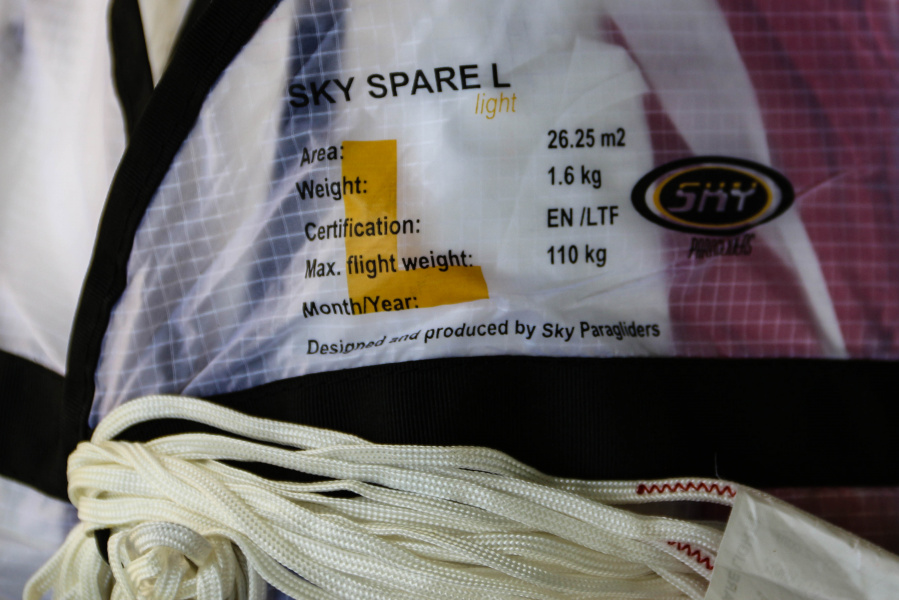 SKY SPARE L
light
Area: 26.25 m2
Weight: 1.6 kg
Certification: EN /LTF
Max. flight weight: 110 kg
Month/Year:
Designed and produced by Sky Paragliders
SKY
PARAGLIDERS
L